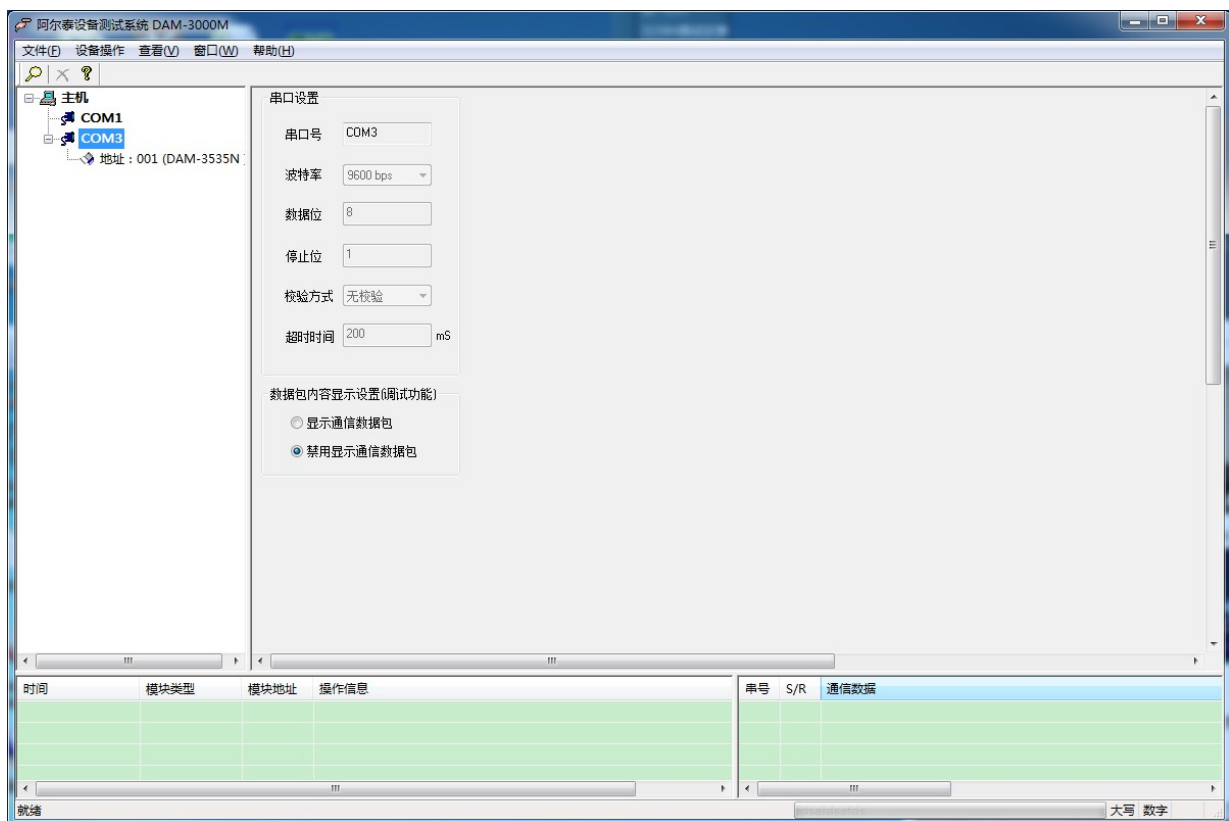 阿尔泰设备测试系统 DAM-3000M
文件(F) 设备操作 查看(V) 窗口(W) 帮助(H)
主机
COM1
COM3
地址：001 (DAM-3535N
串口设置
串口号 COM3
波特率 9600 bps
数据位 8
停止位 1
校验方式 无校验
超时时间 200 mS
数据包内容显示设置(调试功能)
显示通信数据包
禁用显示通信数据包
时间 模块类型 模块地址 操作信息
串号 S/R 通信数据
就绪
大写 数字